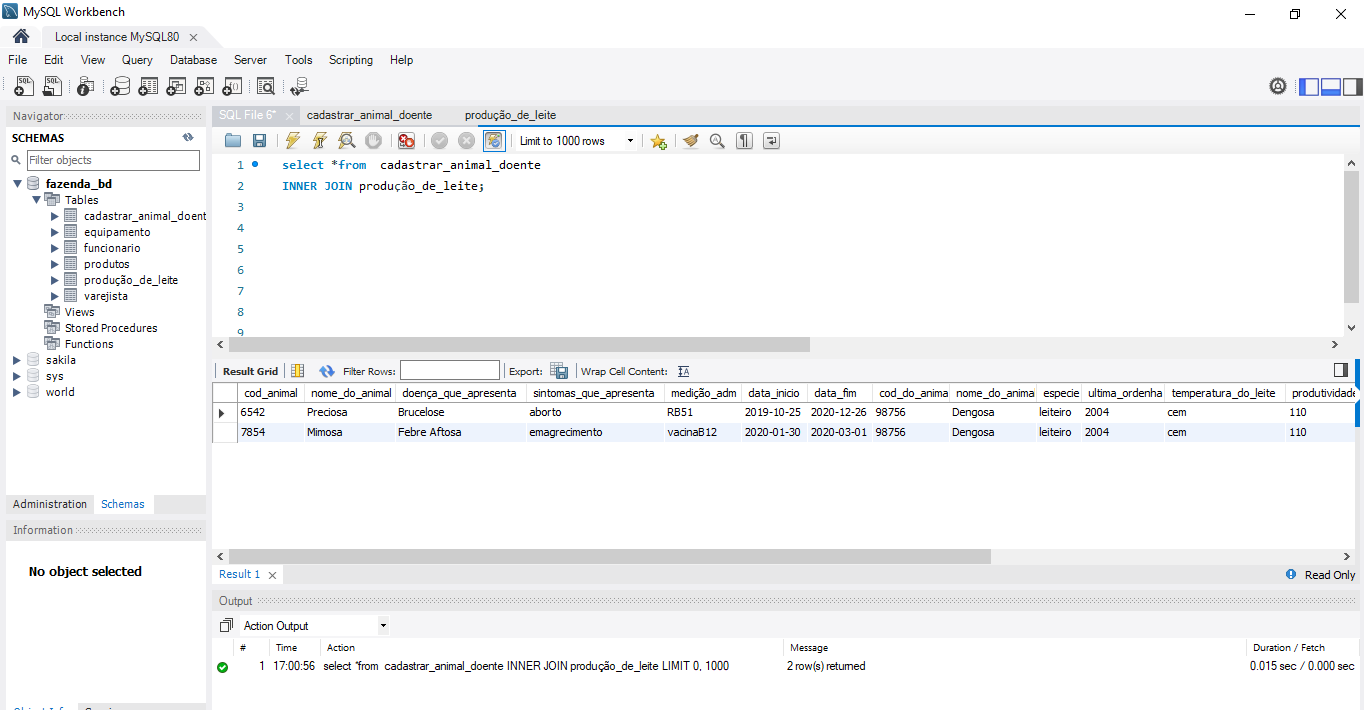 MySQL Workbench
Local instance MySQL80
File Edit View Query Database Server Tools Scripting Help
Navigator
SCHEMAS
Filter objects
fazenda_bd
Tables
cadastrar_animal_doent
equipamento
funcionario
produtos
produção_de_leite
varejista
Views
Stored Procedures
Functions
sakila
sys
world
Administration Schemas
Information
No object selected
SQL File 6* cadastrar_animal_doente produção_de_leite
Limit to 1000 rows
1 select *from cadastrar_animal_doente
2 INNER JOIN produção_de_leite;
3
4
5
6
7
8
9
Result Grid Filter Rows: Export: Wrap Cell Content:
cod_animal nome_do_animal doença_que_apresenta sintomas_que_apresenta medição_adm data_inicio data_fim cod_do_anima nome_do_animal especie ultima_ordenha temperatura_do_leite produtividade
6542 Preciosa Brucelose aborto RB51 2019-10-25 2020-12-26 98756 Dengosa leiteiro 2004 cem 110
7854 Mimosa Febre Aftosa emagrecimento vacinaB12 2020-01-30 2020-03-01 98756 Dengosa leiteiro 2004 cem 110
Result 1 Read Only
Output
Action Output
# Time Action Message Duration / Fetch
1 17:00:56 select *from cadastrar_animal_doente INNER JOIN produção_de_leite LIMIT 0, 1000 2 row(s) returned 0.015 sec / 0.000 sec